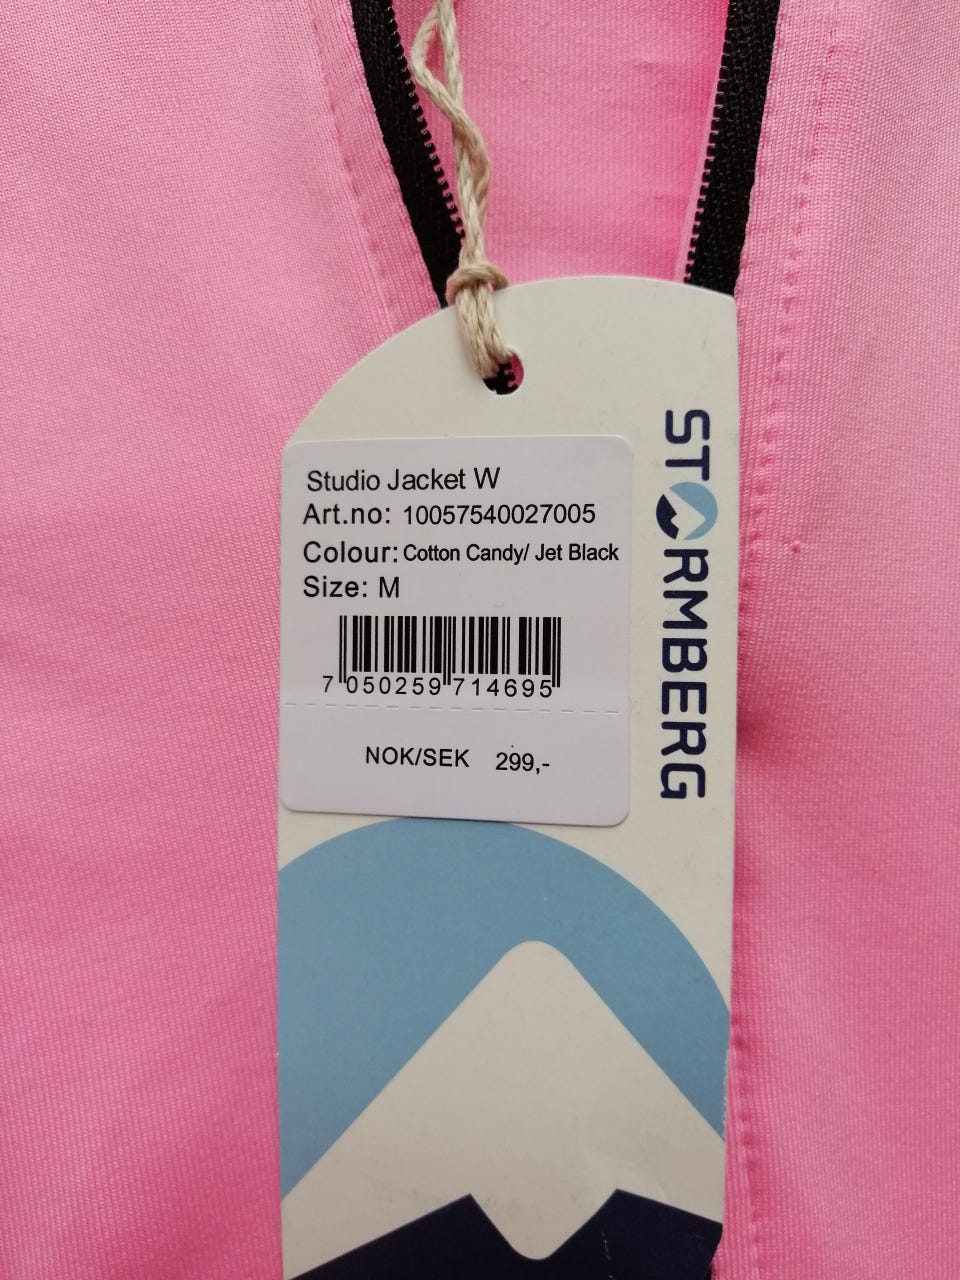 Studio Jacket W
Art.no: 10057540027005
Colour: Cotton Candy/ Jet Black
Size: M
7 050259 714695
NOK/SEK 299,-
STORMBERG